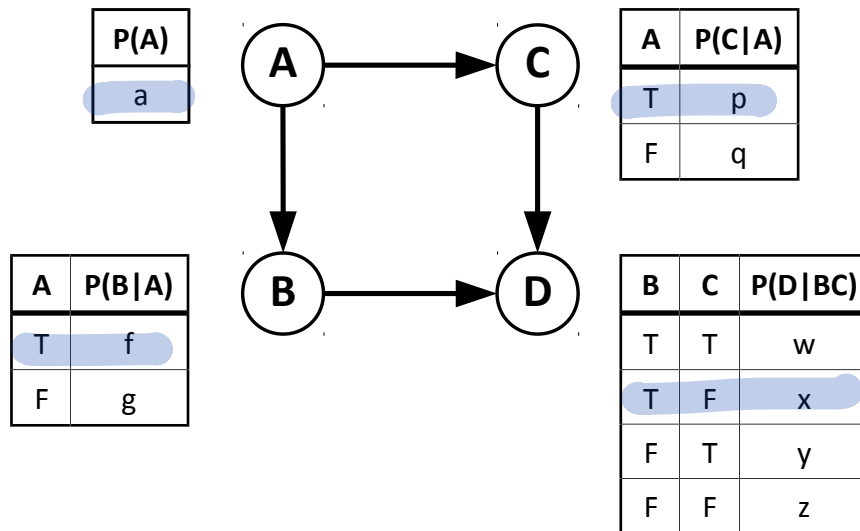 P(A)
a
A
C
A P(C|A)
T p
F q
A P(B|A)
T f
F g
B
D
B C P(D|BC)
T T w
T F x
F T y
F F z